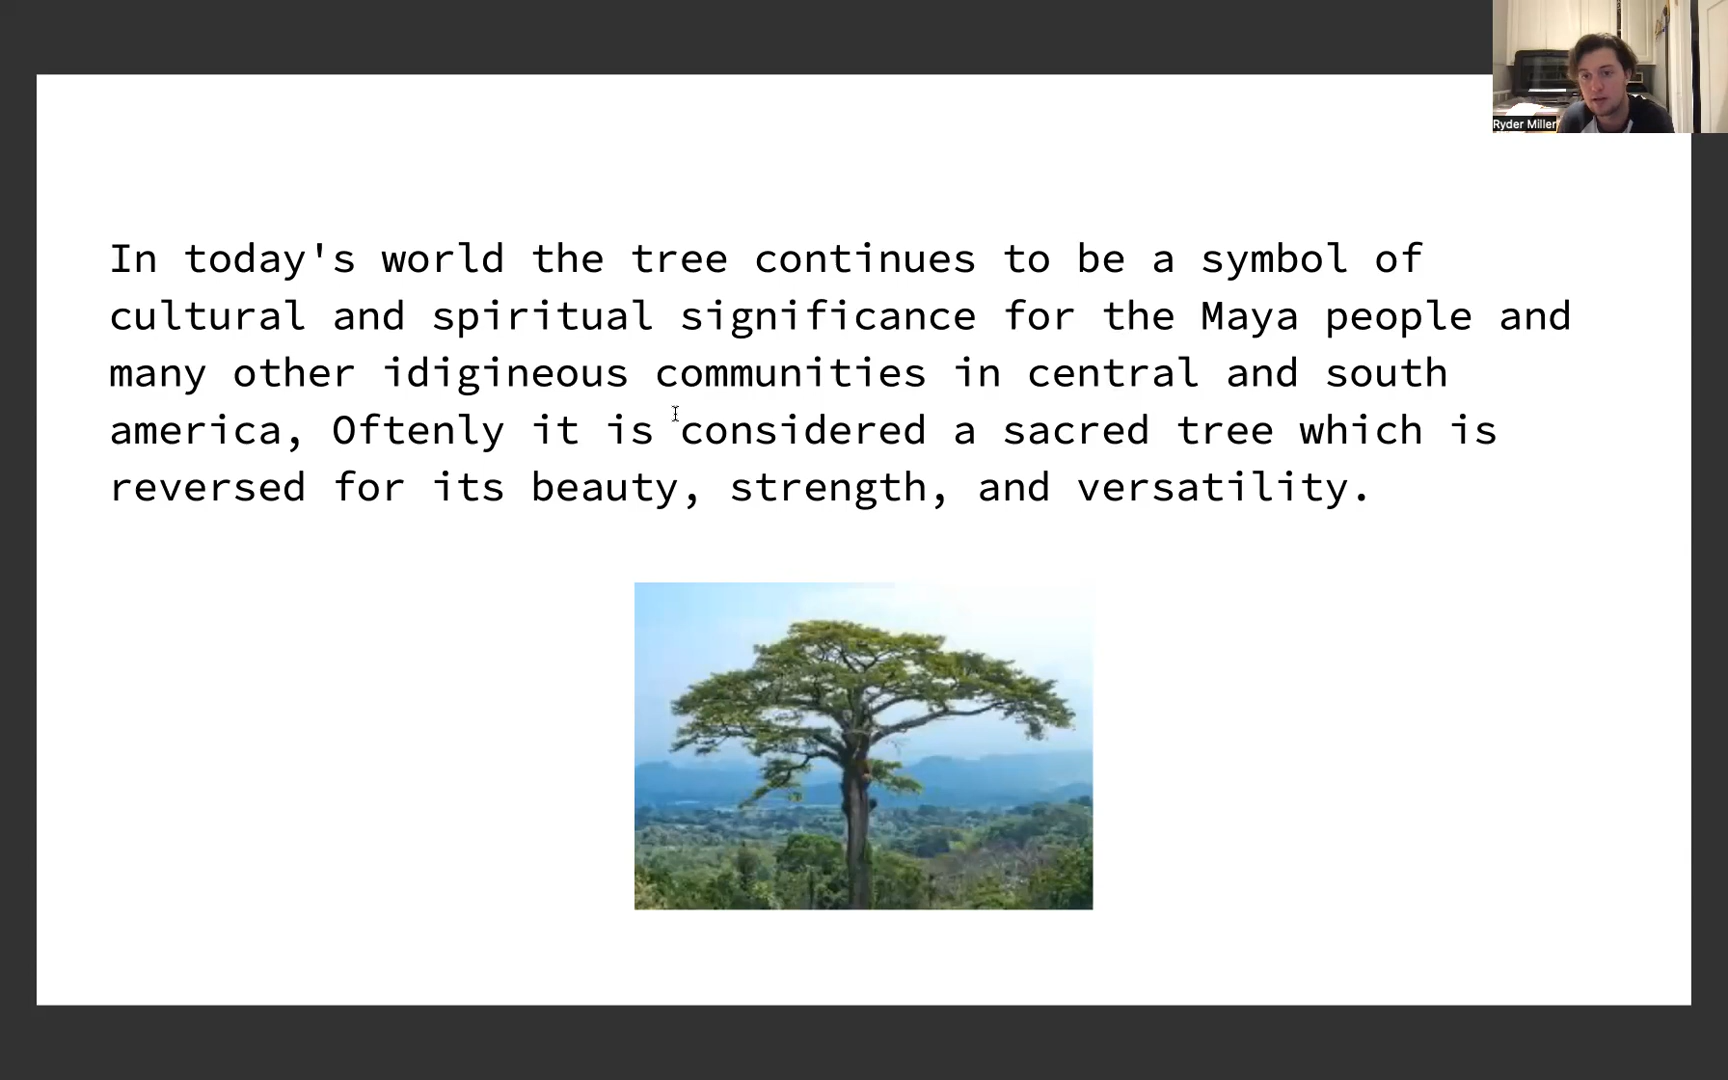 Ryder Miller
In today's world the tree continues to be a symbol of
cultural and spiritual significance for the Maya people and
many other idigineous communities in central and south
america, Oftenly it is considered a sacred tree which is
reversed for its beauty, strength, and versatility.